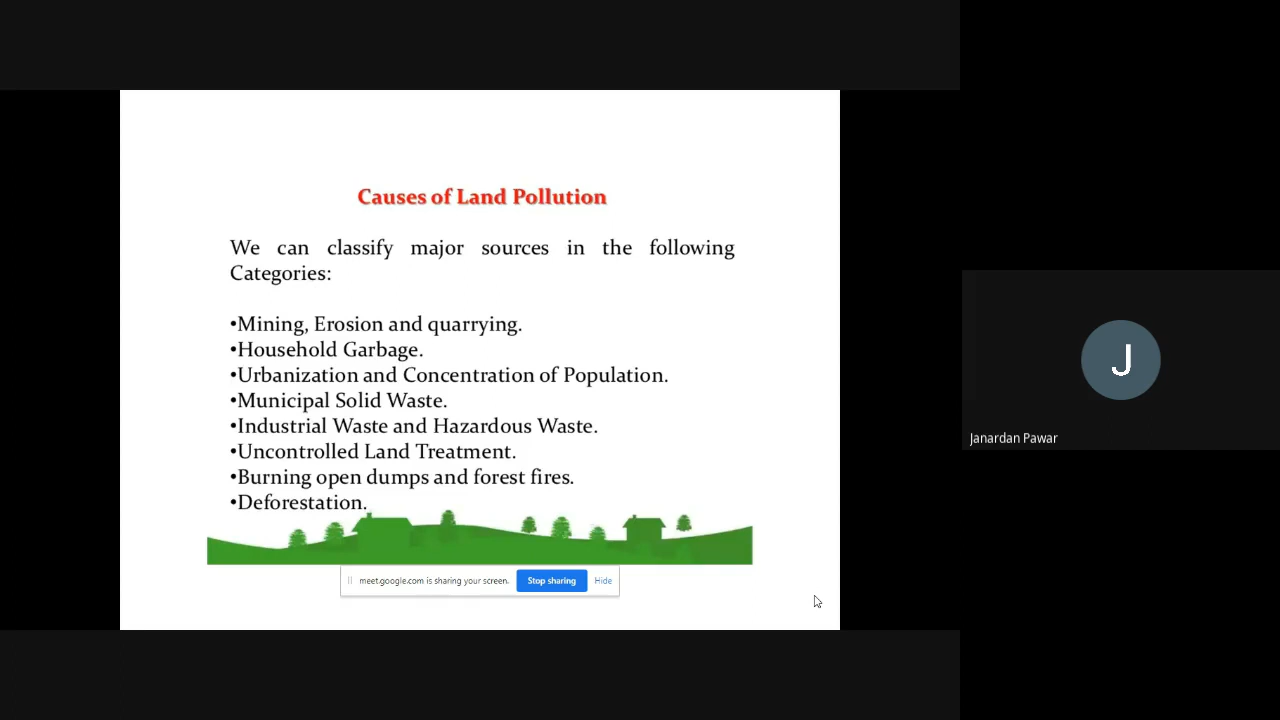 Causes of Land Pollution
We can classify major sources in the following
Categories:
•Mining, Erosion and quarrying.
•Household Garbage.
•Urbanization and Concentration of Population.
•Municipal Solid Waste.
•Industrial Waste and Hazardous Waste.
•Uncontrolled Land Treatment.
•Burning open dumps and forest fires.
•Deforestation.
meet.google.com is sharing your screen. Stop sharing Hide
J
Janardan Pawar